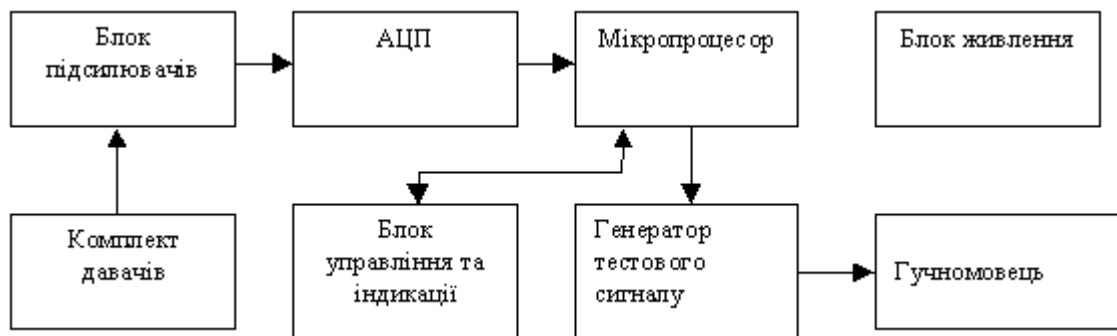 Блок
підсилювачів
АЦП
Мікропроцесор
Блок живлення
Комплект
давачів
Блок
управління та
індикації
Генератор
тестового
сигналу
Гучномовець